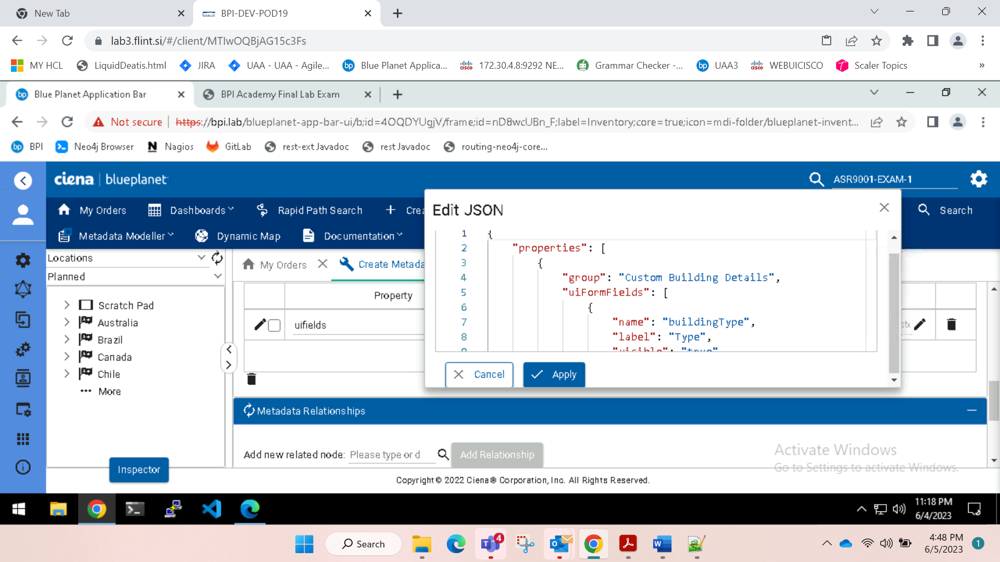 New Tab
BPI-DEV-POD19
lab3.flint.si/#/client/MTIwOQBjAG15c3Fs
MY HCL
LiquidDeatis.html
JIRA
UAA - UAA - Agile...
Blue Planet Applica...
172.30.4.8:9292 NE...
Grammar Checker -...
UAA3
WEBUICISCO
Scaler Topics
»
Blue Planet Application Bar
BPI Academy Final Lab Exam
Not secure
https://bpi.lab/blueplanet-app-bar-ui/b;id=4OQDYUgjV/frame;id=nD8wcUBn_F;label=Inventory;core=true;icon=mdi-folder/blueplanet-invent...
BPI
Neo4j Browser
Nagios
GitLab
rest-ext Javadoc
rest Javadoc
routing-neo4j-core...
ciena | blueplanet
ASR9001-EXAM-1
My Orders
Dashboards
Rapid Path Search
+ Crea
Search
Metadata Modeller
Dynamic Map
Documentation
Locations
Planned
Scratch Pad
Australia
Brazil
Canada
Chile
More
Inspector
My Orders
Create Metada
Property
uifields
Edit JSON
1 {
2 "properties": [
3 {
4 "group": "Custom Building Details",
5 "uiFormFields": [
6 {
7 "name": "buildingType",
8 "label": "Type",
9 "visible": "true"
Cancel
Apply
Metadata Relationships
Add new related node:
Please type or d
Add Relationship
Activate Windows
Go to Settings to activate Windows.
Copyright© 2022 Ciena® Corporation, Inc. All Rights Reserved.
11:18 PM
6/4/2023
Search
4
4:48 PM
6/5/2023
1